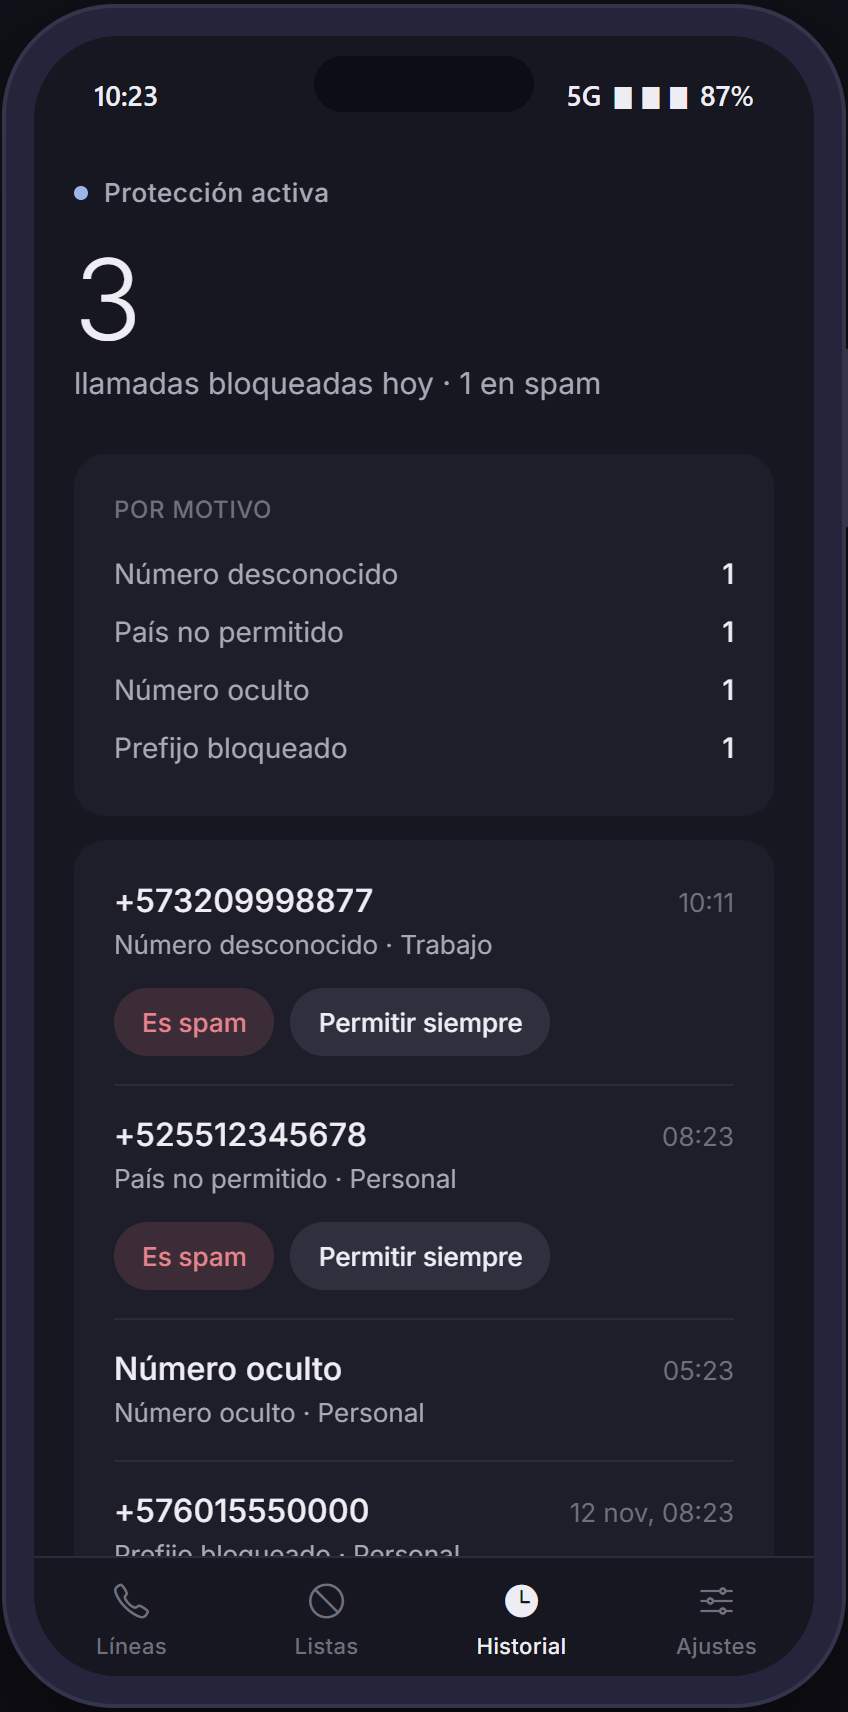 10:23
5G 87%
Protección activa
3
llamadas bloqueadas hoy · 1 en spam
POR MOTIVO
Número desconocido 1
País no permitido 1
Número oculto 1
Prefijo bloqueado 1
+573209998877 10:11
Número desconocido · Trabajo
Es spam Permitir siempre
+525512345678 08:23
País no permitido · Personal
Es spam Permitir siempre
Número oculto 05:23
Número oculto · Personal
+576015550000 12 nov, 08:23
Prefijo bloqueado · Personal
Líneas Listas Historial Ajustes